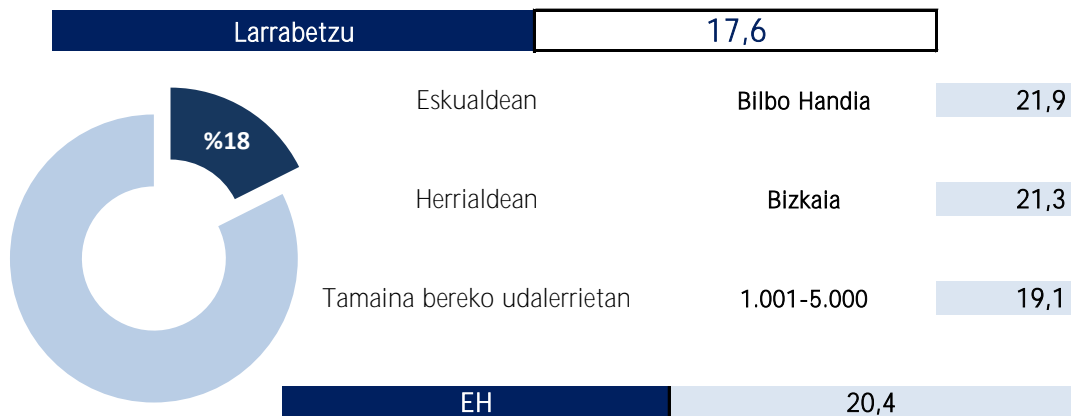 Larrabetzu 17,6
%18
Eskualdean Bilbo Handia 21,9
Herrialdean Bizkaia 21,3
Tamaina bereko udalerrietan 1.001-5.000 19,1
EH 20,4